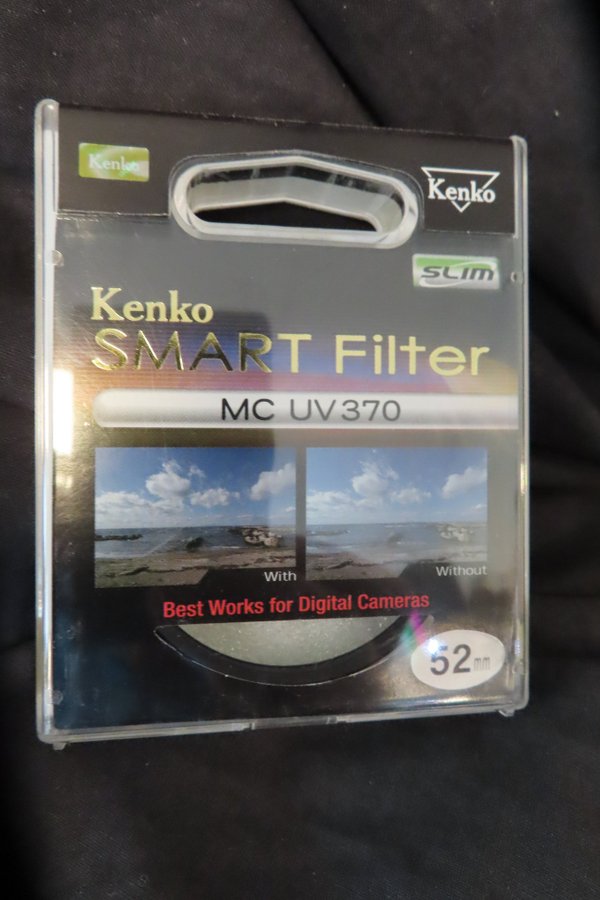 Kenko
Kenko
SLIM
Kenko
SMART Filter
MC UV370
With
Without
Best Works for Digital Cameras
52mm